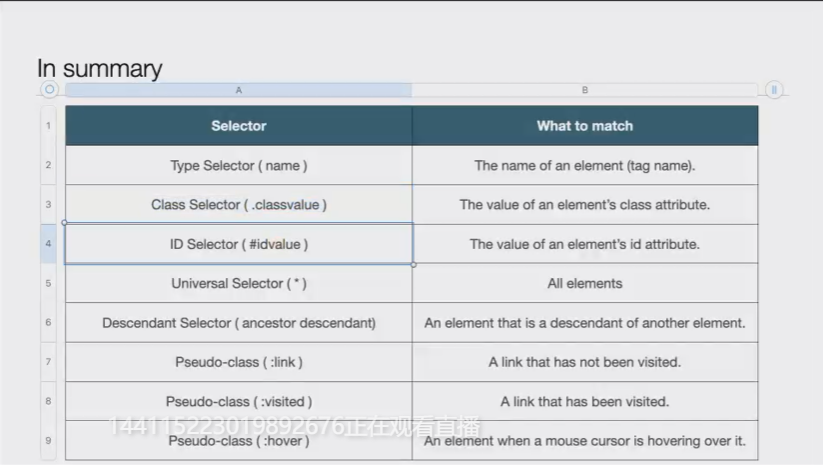 In summary
A B
1 Selector What to match
2 Type Selector ( name ) The name of an element (tag name).
3 Class Selector ( .classvalue ) The value of an element's class attribute.
4 ID Selector ( #idvalue ) The value of an element's id attribute.
5 Universal Selector ( * ) All elements
6 Descendant Selector ( ancestor descendant) An element that is a descendant of another element.
7 Pseudo-class ( :link ) A link that has not been visited.
8 Pseudo-class ( :visited ) A link that has been visited.
144115223019892676正在观看直播
9 Pseudo-class ( :hover ) An element when a mouse cursor is hovering over it.